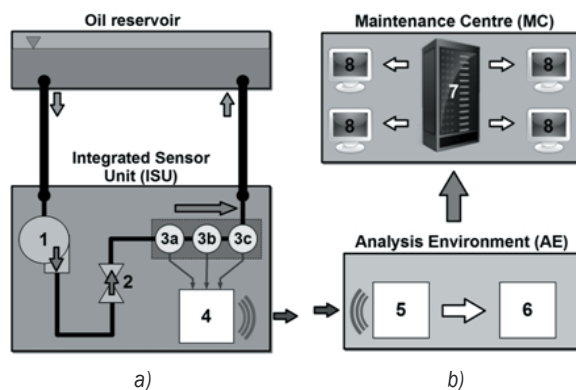 Oil reservoir
Integrated Sensor
Unit (ISU)
1
2
3a 3b 3c
4
a)
Maintenance Centre (MC)
8 8
7
8 8
Analysis Environment (AE)
5 6
b)